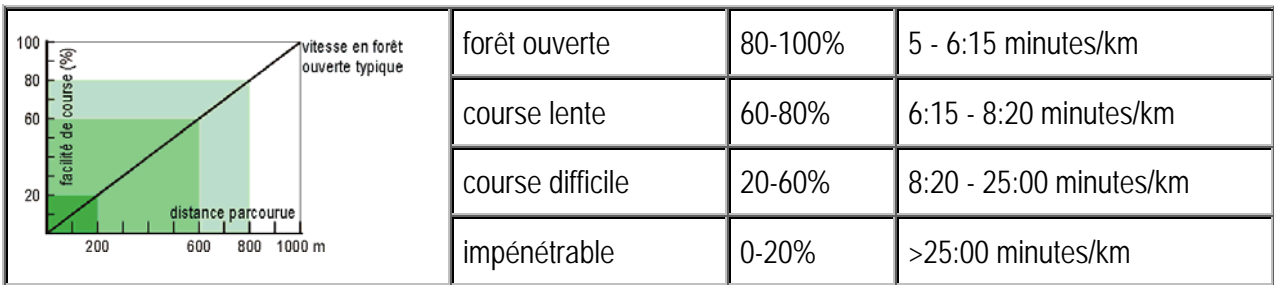 100
80
60
20
facilité de course (%)
vitesse en forêt
ouverte typique
distance parcourue
200 600 800 1000 m
forêt ouverte 80-100% 5 - 6:15 minutes/km
course lente 60-80% 6:15 - 8:20 minutes/km
course difficile 20-60% 8:20 - 25:00 minutes/km
impénétrable 0-20% >25:00 minutes/km